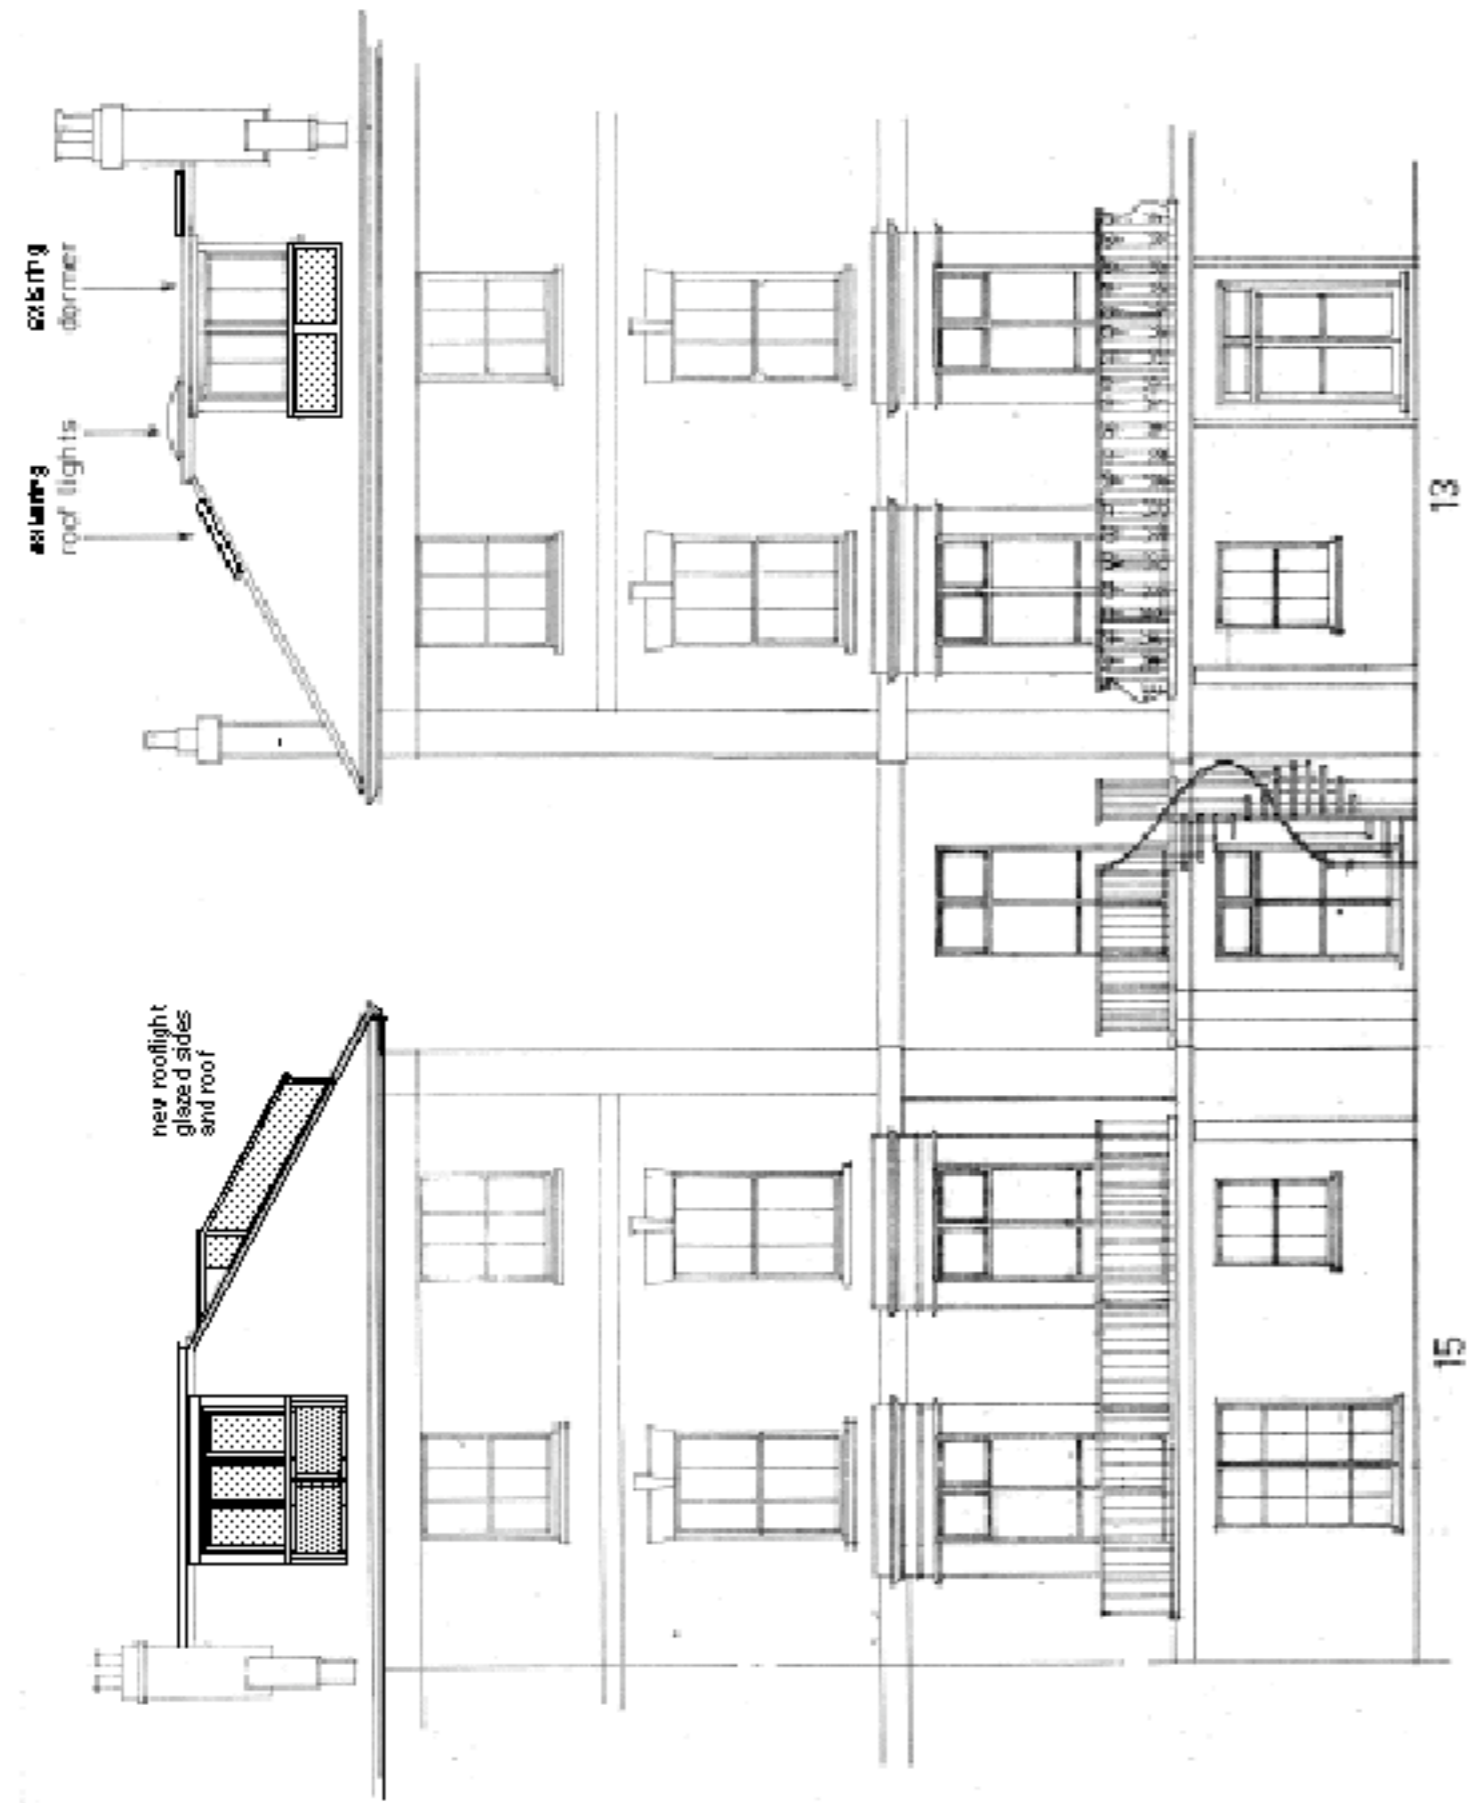 new rooflight
glazed sides
and roof
existing
roof lights
existing
dormer
15
13